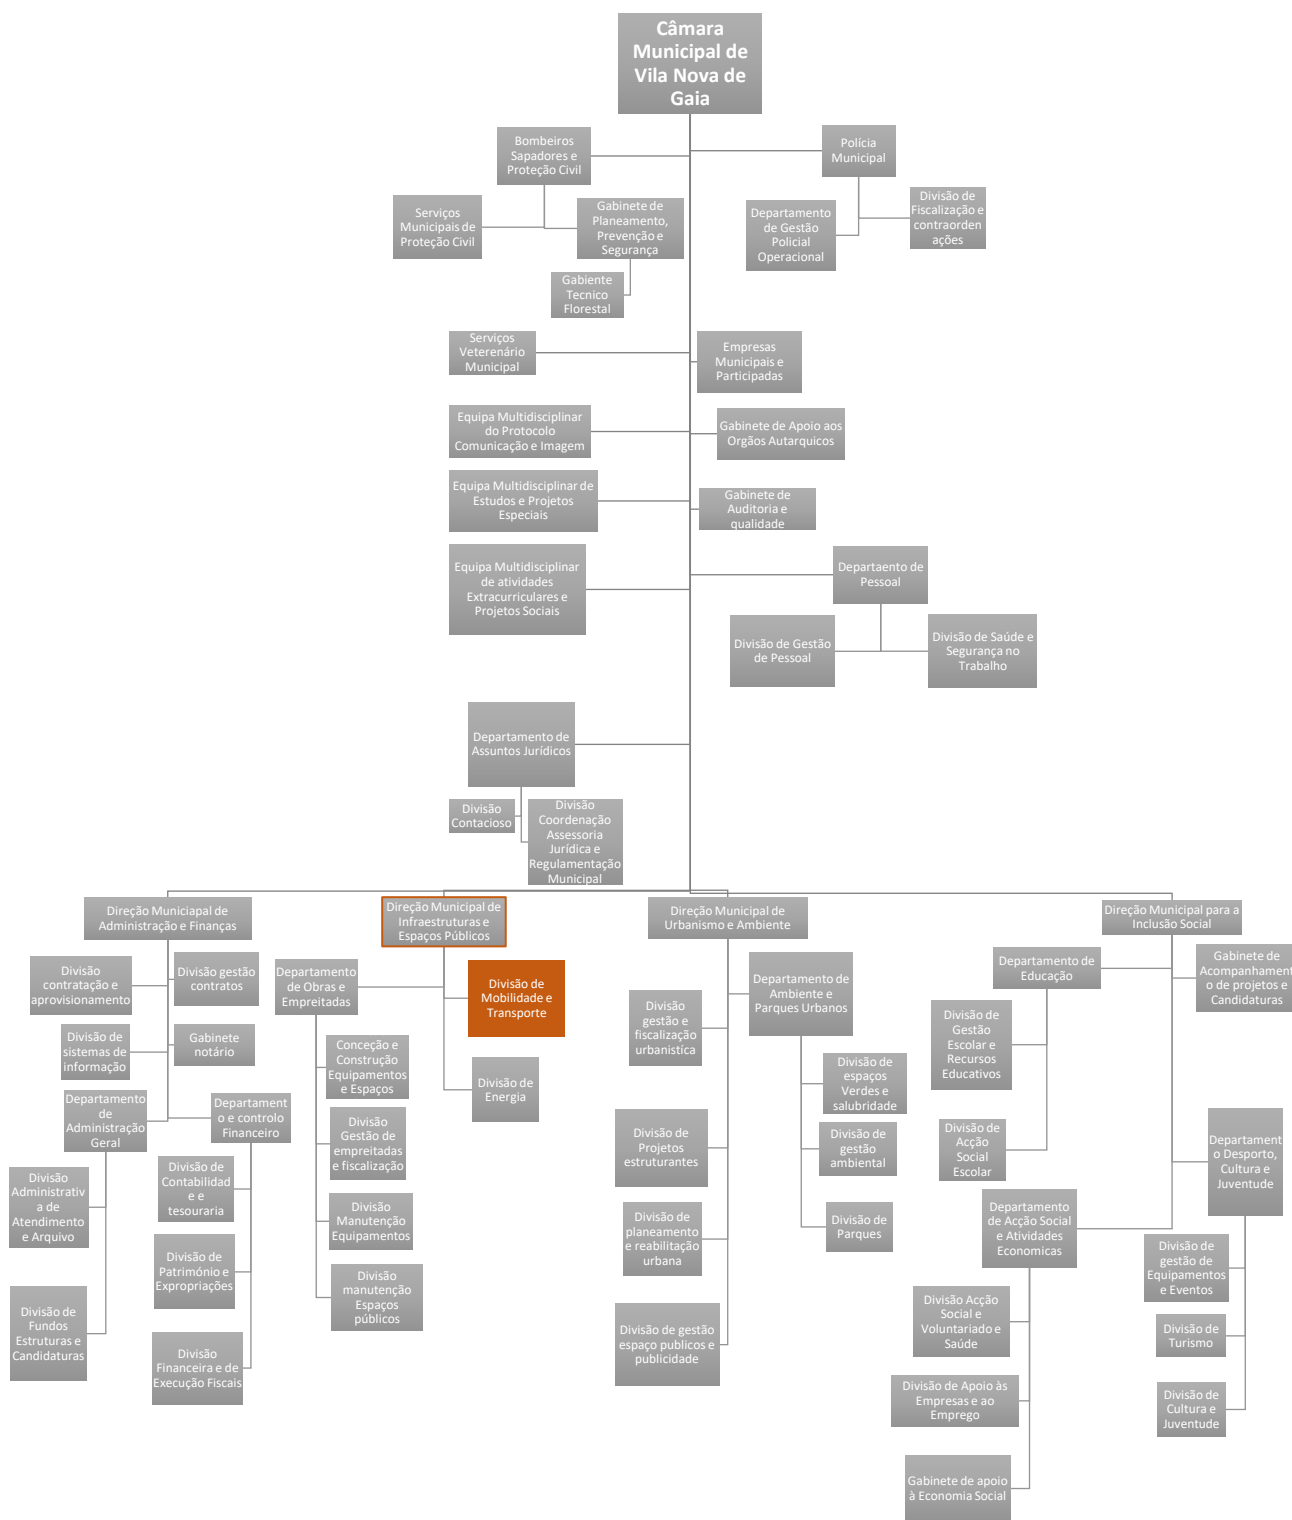 Câmara
Municipal de
Vila Nova de
Gaia
Bombeiros
Sapadores e
Proteção Civil
Polícia
Municipal
Serviços
Municipais de
Proteção Civil
Gabinete de
Planeamento,
Prevenção e
Segurança
Departamento
de Gestão
Policial
Operacional
Divisão de
Fiscalização e
contraorden
ações
Gabiente
Tecnico
Florestal
Serviços
Veterenário
Municipal
Empresas
Municipais e
Participadas
Equipa Multidisciplinar
do Protocolo
Comunicação e Imagem
Gabinete de Apoio aos
Orgãos Autarquicos
Equipa Multidisciplinar de
Estudos e Projetos
Especiais
Gabinete de
Auditoria e
qualidade
Equipa Multidisciplinar
de atividades
Extracurriculares e
Projetos Sociais
Departaento de
Pessoal
Divisão de Gestão
de Pessoal
Divisão de Saúde e
Segurança no
Trabalho
Departamento de
Assuntos Jurídicos
Divisão
Contacioso
Divisão
Coordenação
Assessoria
Jurídica e
Regulamentação
Municipal
Direção Municiapal de
Administração e Finanças
Direção Municipal de
Infraestruturas e
Espaços Públicos
Direção Municipal de
Urbanismo e Ambiente
Direção Municipal para a
Inclusão Social
Divisão
contratação e
aprovisionamento
Divisão gestão
contratos
Divisão de
sistemas de
informação
Gabinete
notário
Departamento
de
Administração
Geral
Departament
o e controlo
Financeiro
Divisão
Administrativ
a de
Atendimento
e Arquivo
Divisão de
Fundos
Estruturas e
Candidaturas
Divisão de
Contabilidad
e e
tesouraria
Divisão de
Património e
Expropriações
Divisão
Financeira e de
Execução Fiscais
Departamento
de Obras e
Empreitadas
Divisão de
Mobilidade e
Transporte
Conceção e
Construção
Equipamentos
e Espaços
Divisão
Gestão de
empreitadas
e fiscalização
Divisão
Manutenção
Equipamentos
Divisão
manutenção
Espaços
públicos
Divisão de
Energia
Divisão
gestão e
fiscalização
urbanistíca
Departamento de
Ambiente e
Parques Urbanos
Divisão de
Projetos
estruturantes
Divisão de
planeamento
e reabilitação
urbana
Divisão de gestão
espaço publicos e
publicidade
Divisão de
espaços
Verdes e
salubridade
Divisão de
gestão
ambiental
Divisão de
Parques
Departamento de
Educação
Gabinete de
Acompanhament
o de projetos e
Candidaturas
Divisão de
Gestão
Escolar e
Recursos
Educativos
Divisão de
Acção
Social
Escolar
Departamento
de Acção Social
e Atividades
Economicas
Departament
o Desporto,
Cultura e
Juventude
Divisão Acção
Social e
Voluntariado e
Saúde
Divisão de Apoio às
Empresas e ao
Emprego
Gabinete de apoio
à Economia Social
Divisão de
gestão de
Equipamentos
e Eventos
Divisão de
Turismo
Divisão de
Cultura e
Juventude